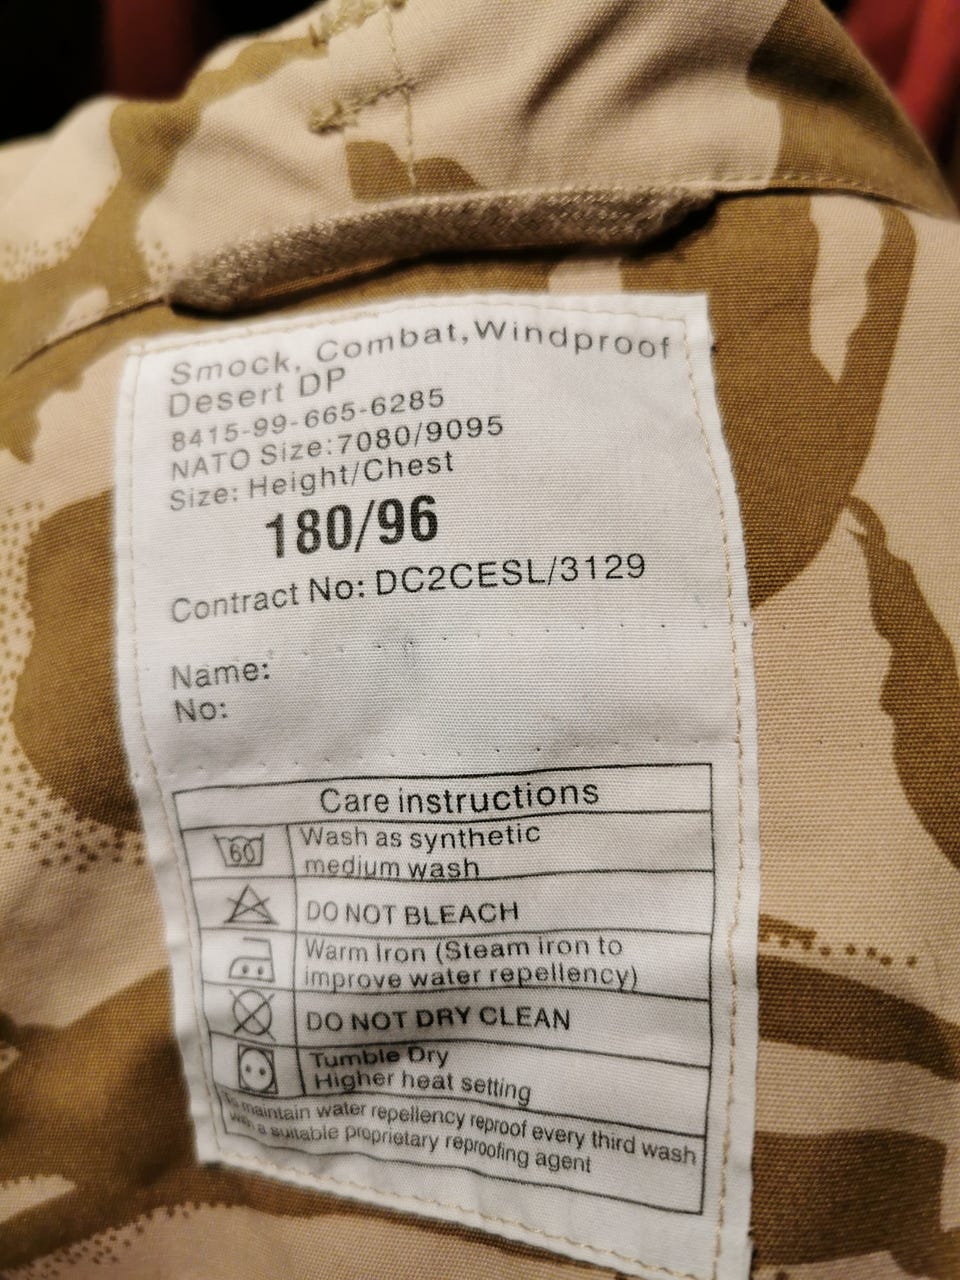 Smock, Combat,Windproof
Desert DP
8415-99-665-6285
NATO Size:7080/9095
Size: Height/Chest
180/96
Contract No: DC2CESL/3129
Name:
No:
Care instructions
60 Wash as synthetic
medium wash
DO NOT BLEACH
Warm Iron (Steam iron to
improve water repellency)
DO NOT DRY CLEAN
Tumble Dry
Higher heat setting
To maintain water repellency reproof every third wash
with a suitable proprietary reproofing agent